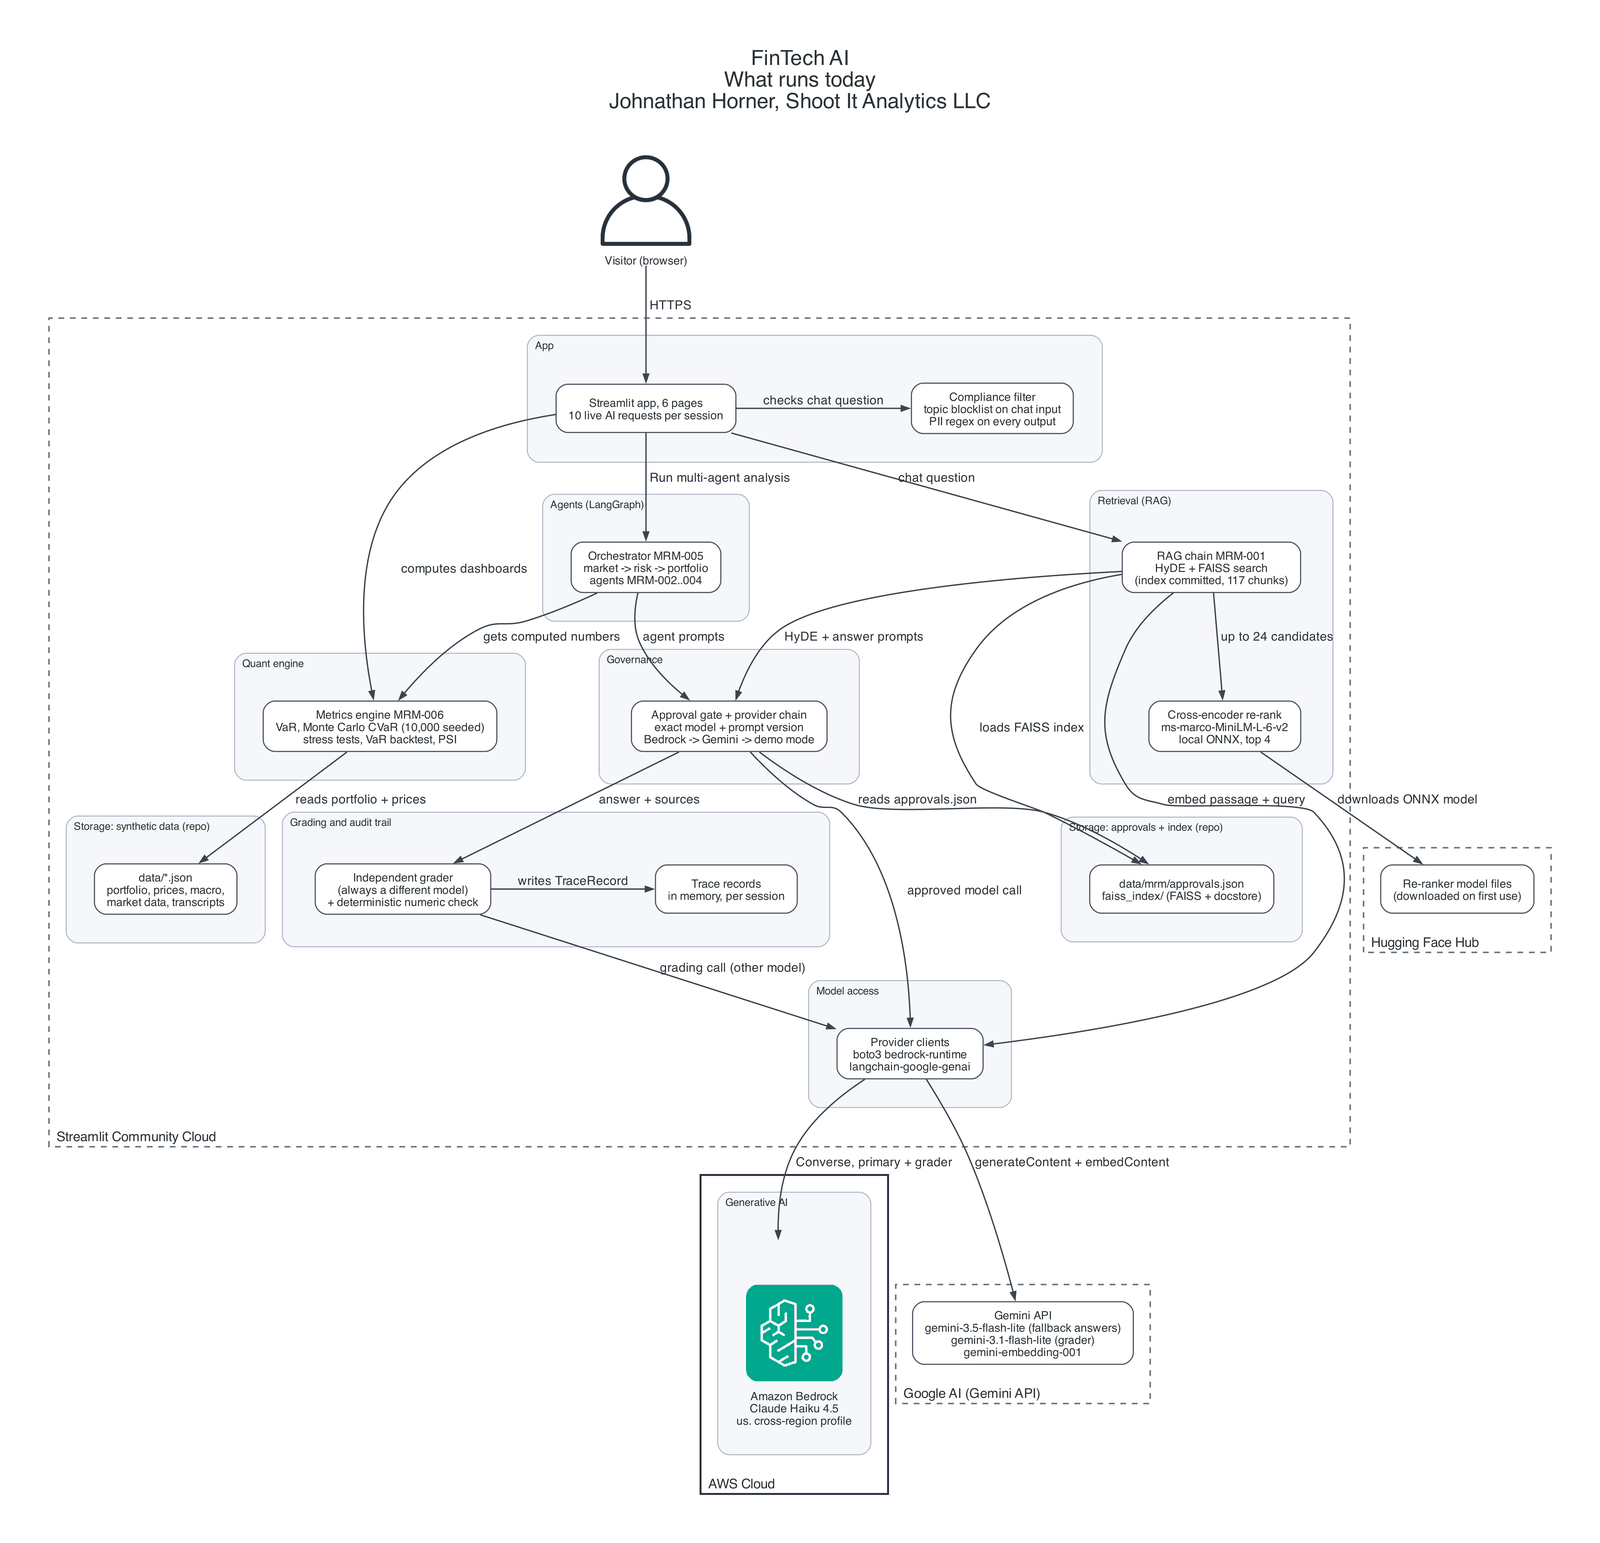 FinTech AI
What runs today
Johnathan Horner, Shoot It Analytics LLC
Visitor (browser)
HTTPS
App
Streamlit app, 6 pages
10 live AI requests per session
checks chat question
Compliance filter
topic blocklist on chat input
PII regex on every output
Run multi-agent analysis
chat question
Agents (LangGraph)
Retrieval (RAG)
Orchestrator MRM-005
market -> risk -> portfolio
agents MRM-002..004
RAG chain MRM-001
HyDE + FAISS search
(index committed, 117 chunks)
computes dashboards
gets computed numbers
agent prompts
HyDE + answer prompts
up to 24 candidates
Quant engine
Governance
Metrics engine MRM-006
VaR, Monte Carlo CVaR (10,000 seeded)
stress tests, VaR backtest, PSI
Approval gate + provider chain
exact model + prompt version
Bedrock -> Gemini -> demo mode
loads FAISS index
Cross-encoder re-rank
ms-marco-MiniLM-L-6-v2
local ONNX, top 4
reads portfolio + prices
answer + sources
reads approvals.json
embed passage + query
downloads ONNX model
Storage: synthetic data (repo)
Grading and audit trail
Storage: approvals + index (repo)
data/*.json
portfolio, prices, macro,
market data, transcripts
Independent grader
(always a different model)
+ deterministic numeric check
writes TraceRecord
Trace records
in memory, per session
approved model call
data/mrm/approvals.json
faiss_index/ (FAISS + docstore)
Re-ranker model files
(downloaded on first use)
Hugging Face Hub
grading call (other model)
Model access
Provider clients
boto3 bedrock-runtime
langchain-google-genai
Streamlit Community Cloud
Converse, primary + grader
generateContent + embedContent
Generative AI
Gemini API
gemini-3.5-flash-lite (fallback answers)
gemini-3.1-flash-lite (grader)
gemini-embedding-001
Google AI (Gemini API)
Amazon Bedrock
Claude Haiku 4.5
us. cross-region profile
AWS Cloud